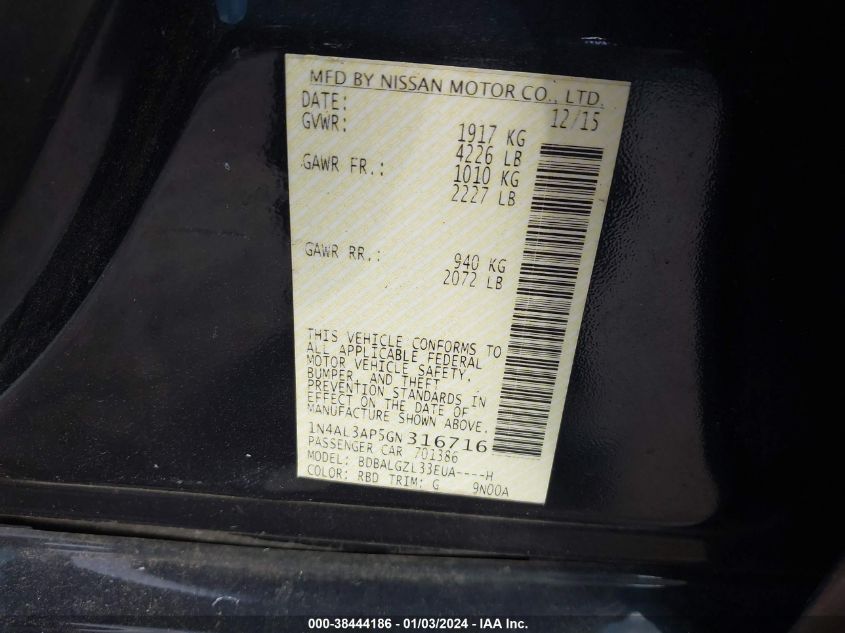 MFD BY NISSAN MOTOR CO., LTD.
DATE: 12/15
GVWR: 1917 KG
4226 LB
GAWR FR.: 1010 KG
2227 LB
GAWR RR.: 940 KG
2072 LB
THIS VEHICLE CONFORMS TO
ALL APPLICABLE FEDERAL
MOTOR VEHICLE SAFETY,
BUMPER, AND THEFT
PREVENTION STANDARDS IN
EFFECT ON THE DATE OF
MANUFACTURE SHOWN ABOVE.
1N4AL3AP5GN316716
PASSENGER CAR 701386
MODEL: BDBALGZL33EUA----H
COLOR: RBD TRIM: G 9N00A
000-38444186 - 01/03/2024 - IAA Inc.